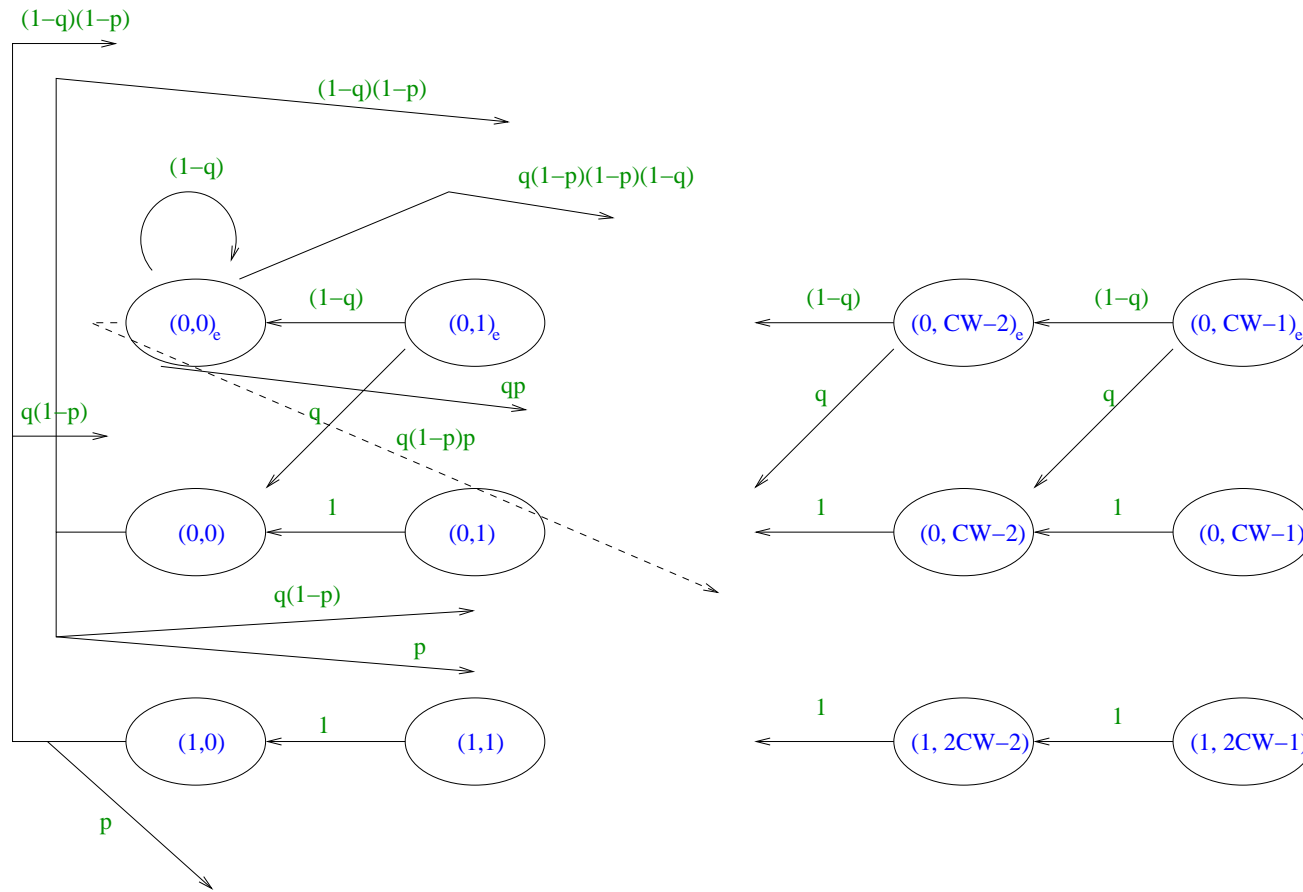 (1−q)(1−p)
(1−q)(1−p)
(1−q)
q(1−p)(1−p)(1−q)
(1−q)
(1−q)
(1−q)
(0,0)e
(0,1)e
(0, CW−2)e
(0, CW−1)e
qp
q(1−p)
q
q(1−p)p
q
q
1
1
1
(0,0)
(0,1)
(0, CW−2)
(0, CW−1)
q(1−p)
p
1
1
1
(1,0)
(1,1)
(1, 2CW−2)
(1, 2CW−1)
p